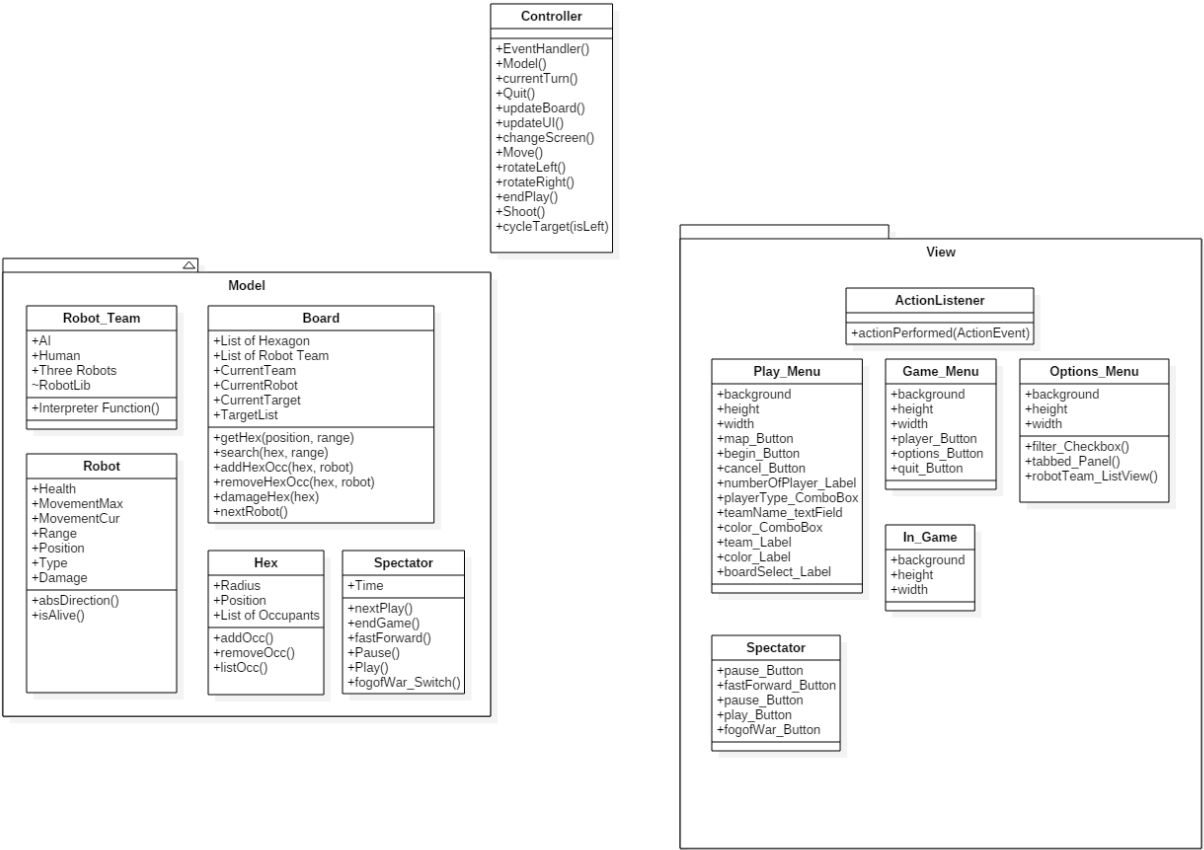 Controller
+EventHandler()
+Model()
+currentTurn()
+Quit()
+updateBoard()
+updateUI()
+changeScreen()
+Move()
+rotateLeft()
+rotateRight()
+endPlay()
+Shoot()
+cycleTarget(isLeft)
Model
Robot_Team
+AI
+Human
+Three Robots
~RobotLib
+Interpreter Function()
Board
+List of Hexagon
+List of Robot Team
+CurrentTeam
+CurrentRobot
+CurrentTarget
+TargetList
+getHex(position, range)
+search(hex, range)
+addHexOcc(hex, robot)
+removeHexOcc(hex, robot)
+damageHex(hex)
+nextRobot()
Robot
+Health
+MovementMax
+MovementCur
+Range
+Position
+Type
+Damage
+absDirection()
+isAlive()
Hex
+Radius
+Position
+List of Occupants
+addOcc()
+removeOcc()
+listOcc()
Spectator
+Time
+nextPlay()
+endGame()
+fastForward()
+Pause()
+Play()
+fogofWar_Switch()
View
ActionListener
+actionPerformed(ActionEvent)
Play_Menu
+background
+height
+width
+map_Button
+begin_Button
+cancel_Button
+numberOfPlayer_Label
+playerType_ComboBox
+teamName_textField
+color_ComboBox
+team_Label
+color_Label
+boardSelect_Label
Game_Menu
+background
+height
+width
+player_Button
+options_Button
+quit_Button
Options_Menu
+background
+height
+width
+filter_Checkbox()
+tabbed_Panel()
+robotTeam_ListView()
In_Game
+background
+height
+width
Spectator
+pause_Button
+fastForward_Button
+pause_Button
+play_Button
+fogofWar_Button